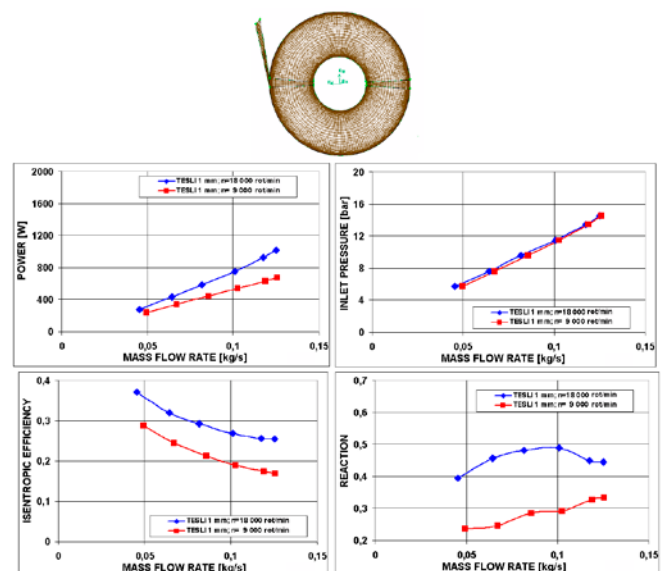 2000
1600
1200
800
400
0
POWER [W]
TESLI 1 mm; n=18 000 rot/min
TESLI 1 mm; n= 9 000 rot/min
0 0,05 0,1 0,15
MASS FLOW RATE [kg/s]
20
16
12
8
4
0
INLET PRESSURE [bar]
TESLI 1 mm; n=18 000 rot/min
TESLI 1 mm; n= 9 000 rot/min
0 0,05 0,1 0,15
MASS FLOW RATE [kg/s]
0,4
0,3
0,2
0,1
0
ISENTROPIC EFFICIENCY
TESLI 1 mm; n=18 000 rot/min
TESLI 1 mm; n= 9 000 rot/min
0 0,05 0,1 0,15
MASS FLOW RATE [kg/s]
0,7
0,6
0,5
0,4
0,3
0,2
REACTION
TESLI 1 mm; n=18 000 rot/min
TESLI 1 mm; n= 9 000 rot/min
0 0,05 0,1 0,15
MASS FLOW RATE [kg/s]